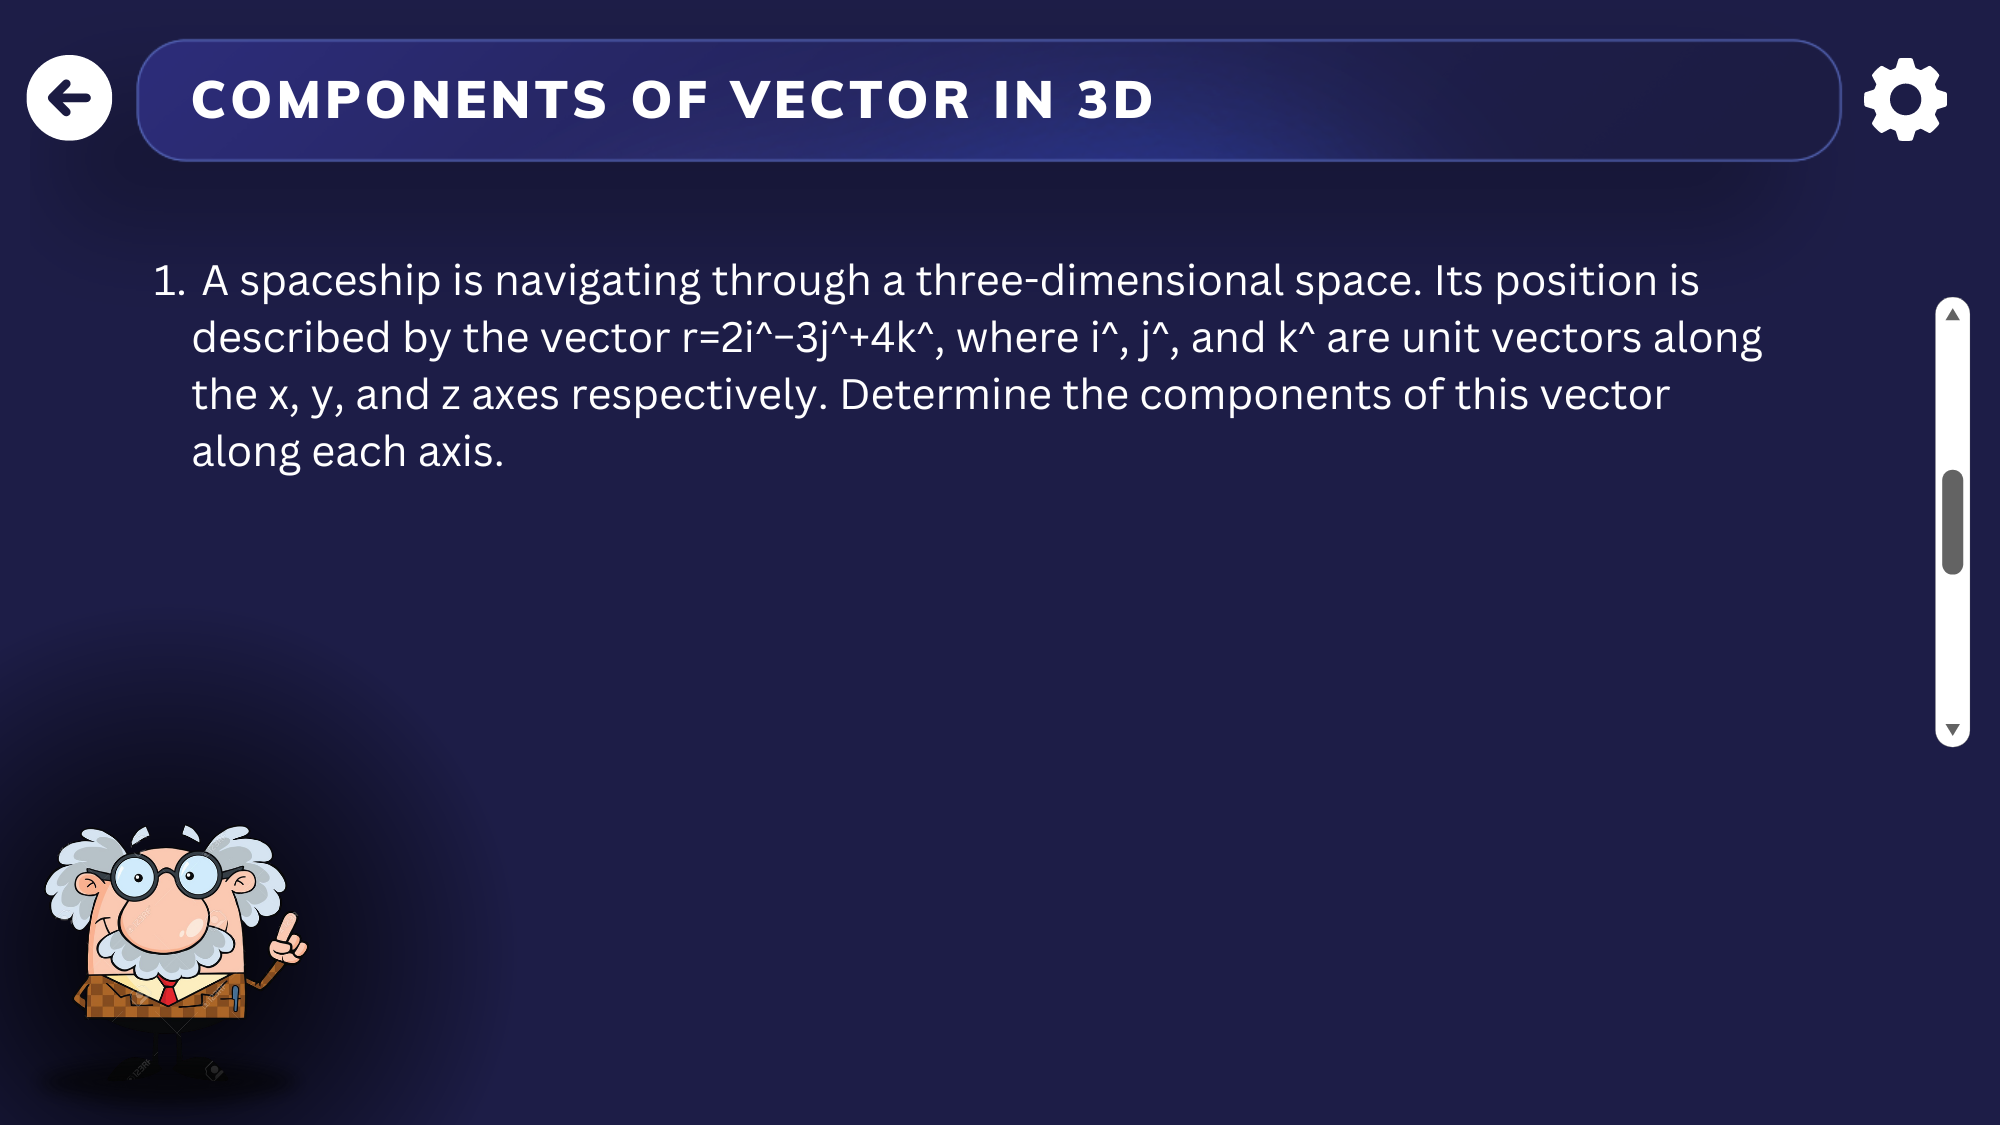 COMPONENTS OF VECTOR IN 3D
1. A spaceship is navigating through a three-dimensional space. Its position is
described by the vector r=2i^−3j^+4k^, where i^, j^, and k^ are unit vectors along
the x, y, and z axes respectively. Determine the components of this vector
along each axis.